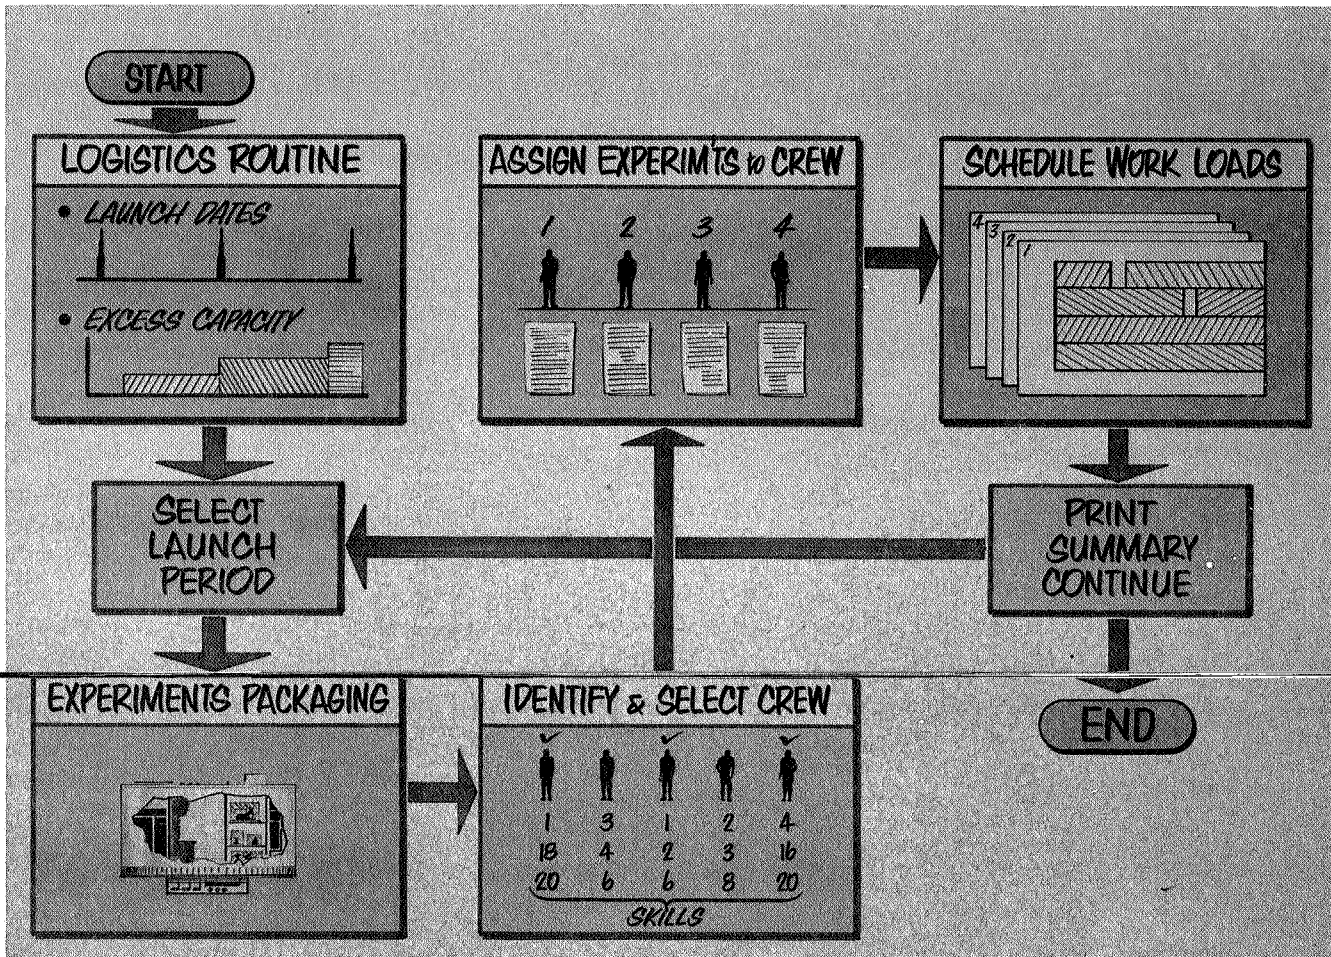 START
LOGISTICS ROUTINE
• LAUNCH DATES
• EXCESS CAPACITY
SELECT
LAUNCH
PERIOD
EXPERIMENTS PACKAGING
IDENTIFY & SELECT CREW
1 3 1 2 4
18 4 2 3 16
20 6 6 8 20
SKILLS
ASSIGN EXPERIM'TS to CREW
1 2 3 4
SCHEDULE WORK LOADS
4
3
2
1
PRINT
SUMMARY
CONTINUE
END